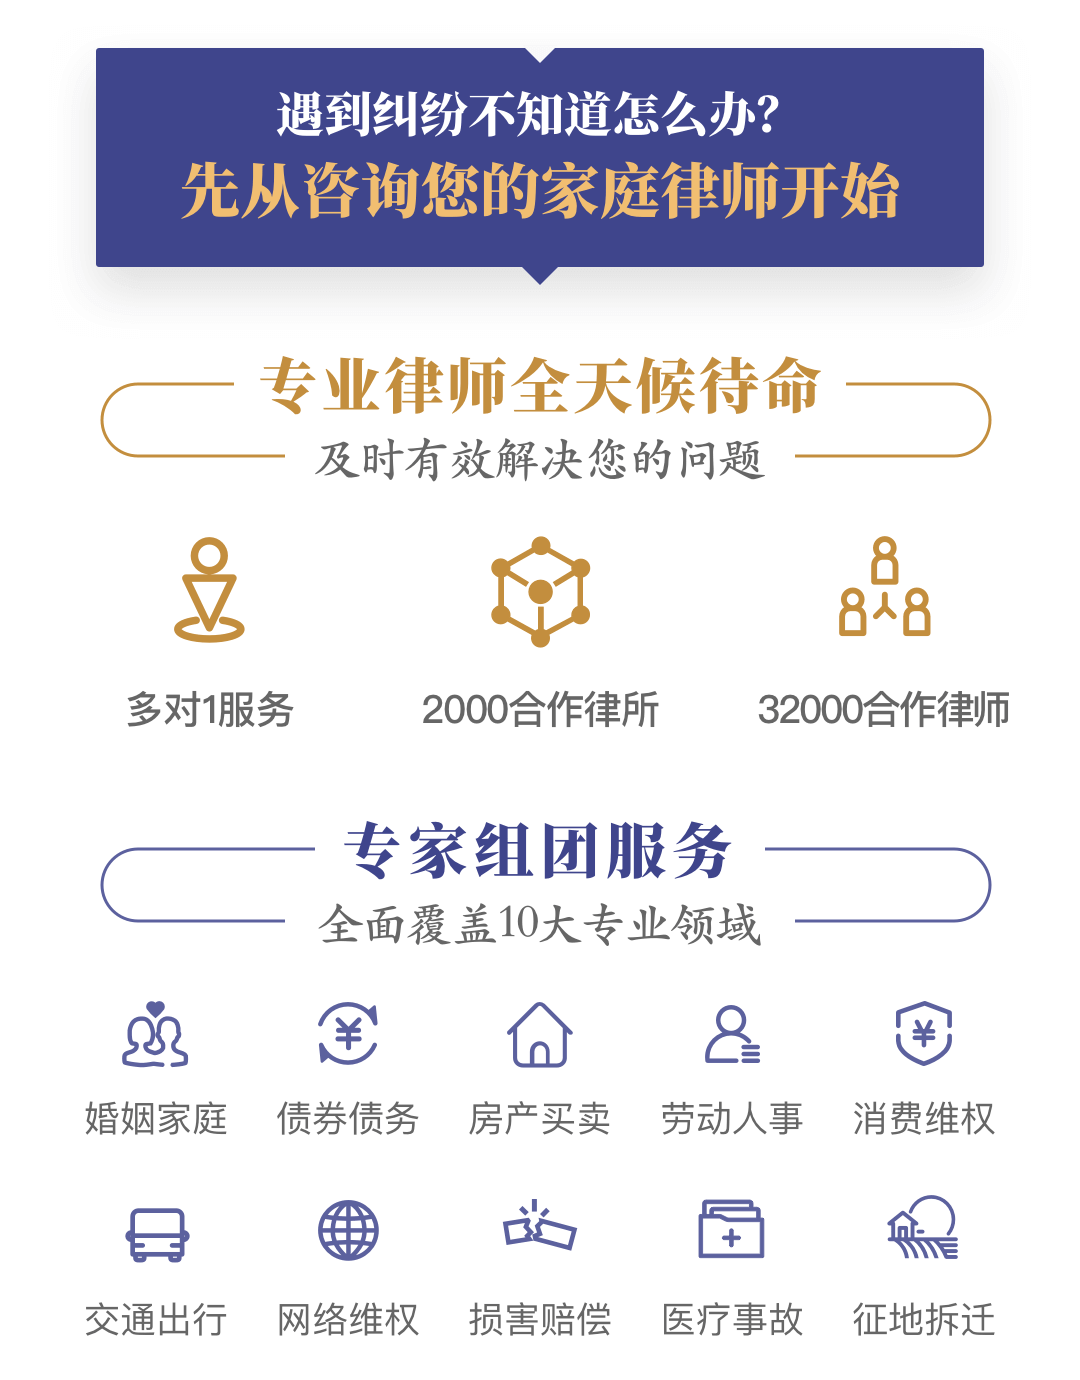 遇到纠纷不知道怎么办?
先从咨询您的家庭律师开始
专业律师全天候待命
及时有效解决您的问题
多对1服务
2000合作律所
32000合作律师
专家组团服务
全面覆盖10大专业领域
婚姻家庭
债券债务
房产买卖
劳动人事
消费维权
交通出行
网络维权
损害赔偿
医疗事故
征地拆迁